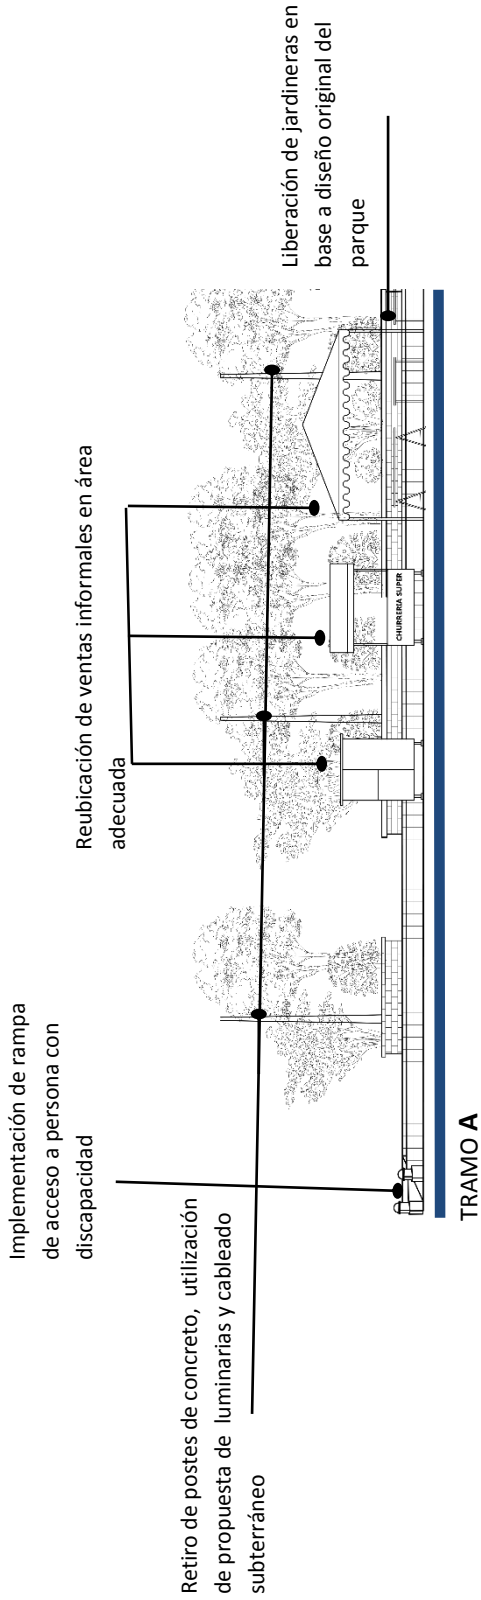 Retiro de postes de concreto, utilización
de propuesta de luminarias y cableado
subterráneo
Implementación de rampa
de acceso a persona con
discapacidad
Reubicación de ventas informales en área
adecuada
Liberación de jardineras en
base a diseño original del
parque
CHURRERIA SUPER
TRAMO A